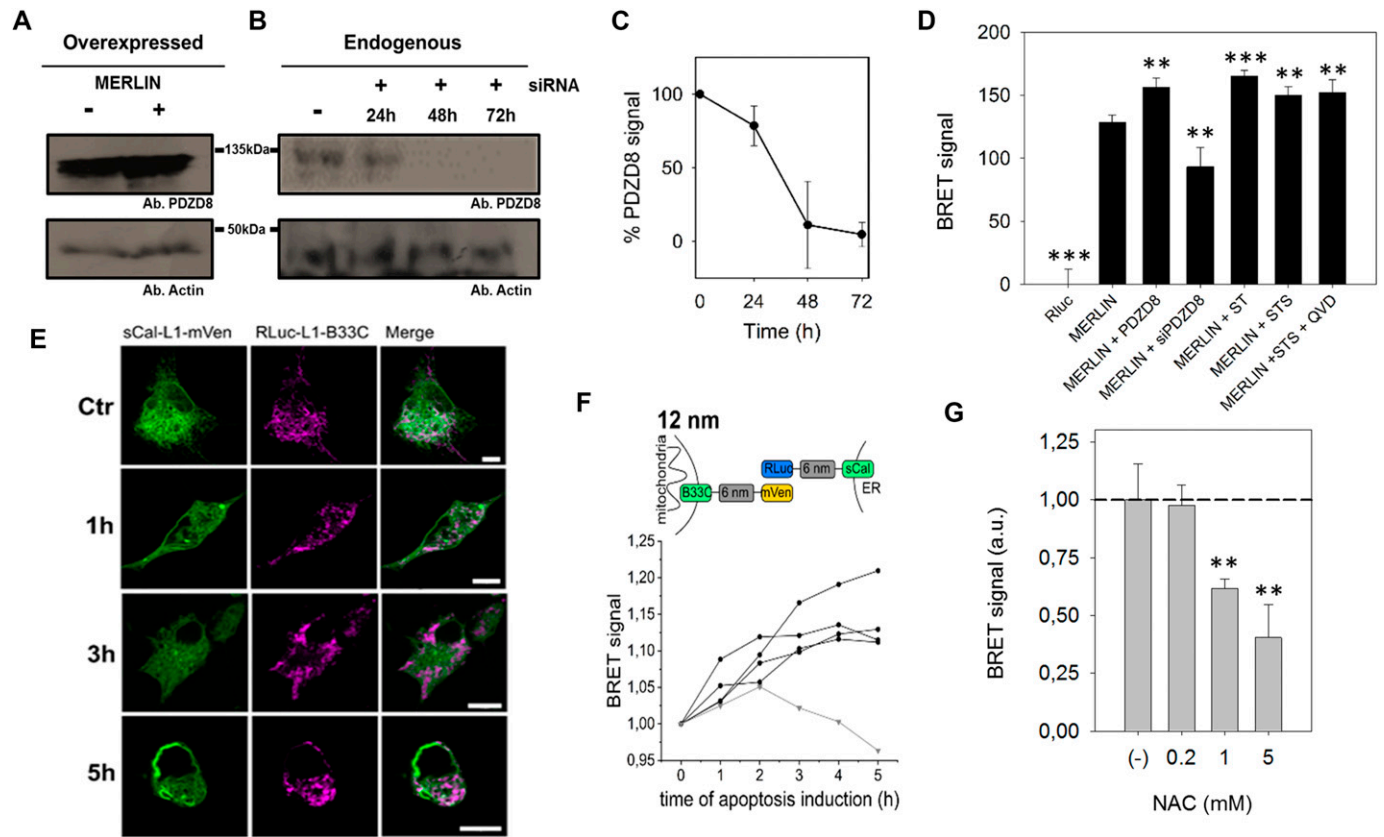 A
Overexpressed
MERLIN
- +
135kDa
Ab. PDZD8
50kDa
Ab. Actin
B
Endogenous
+ + + siRNA
- 24h 48h 72h
Ab. PDZD8
Ab. Actin
C
% PDZD8 signal
100
50
0
0 24 48 72
Time (h)
D
BRET signal
200
150
100
50
0
*** ** ** *** ** **
Rluc
MERLIN
MERLIN + PDZD8
MERLIN + siPDZD8
MERLIN + ST
MERLIN + STS
MERLIN +STS + QVD
E
sCal-L1-mVen RLuc-L1-B33C Merge
Ctr
1h
3h
5h
F
12 nm
mitochondria
RLuc 6 nm sCal
B33C 6 nm mVen
ER
BRET signal
1,25
1,20
1,15
1,10
1,05
1,00
0,95
0 1 2 3 4 5
time of apoptosis induction (h)
G
BRET signal (a.u.)
1,25
1,00
0,75
0,50
0,25
0,00
** **
(-) 0.2 1 5
NAC (mM)